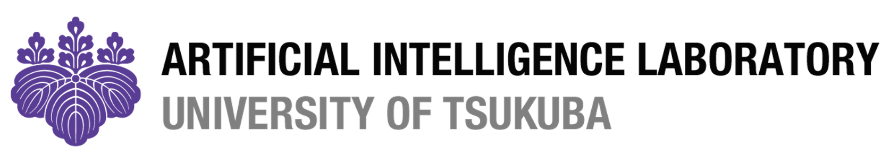 ARTIFICIAL INTELLIGENCE LABORATORY
UNIVERSITY OF TSUKUBA